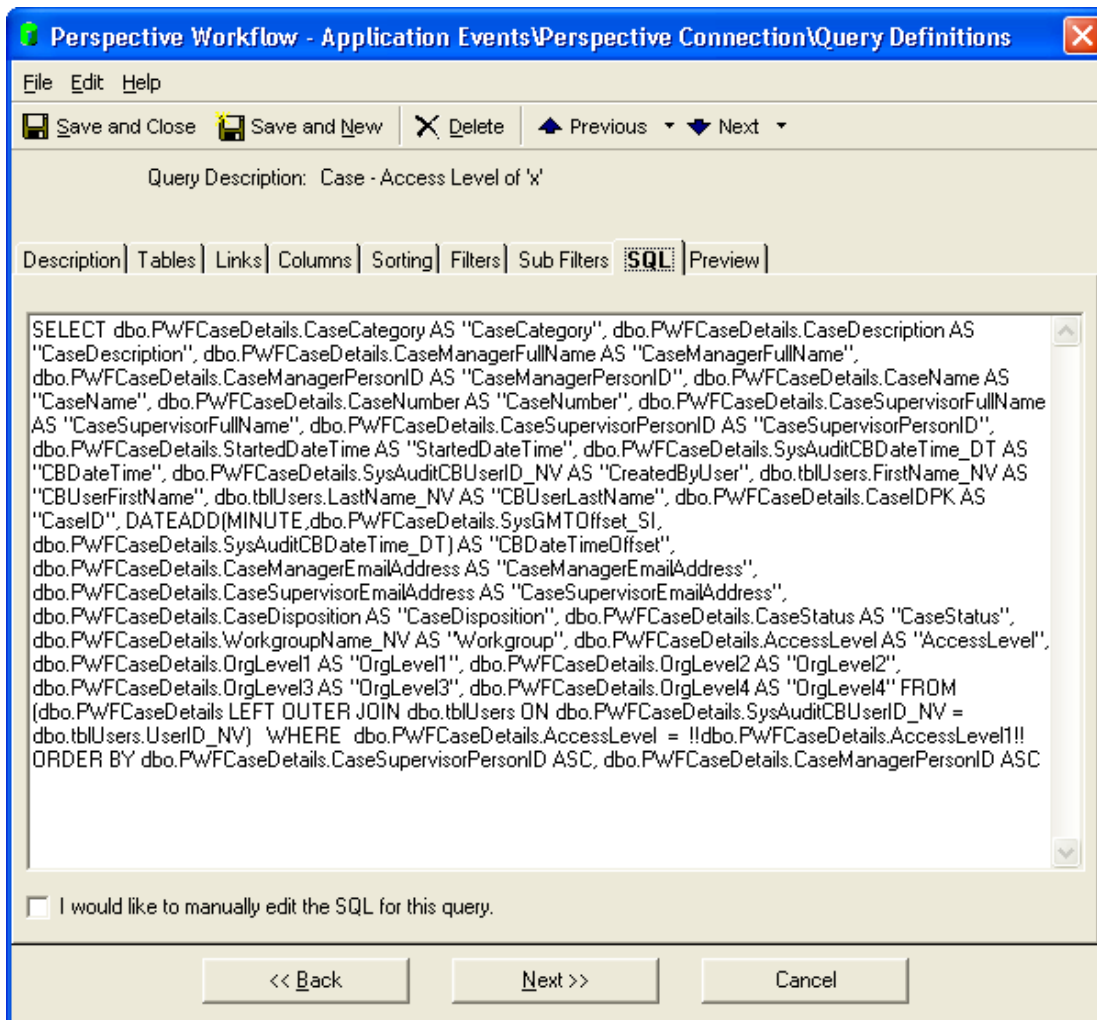 Perspective Workflow - Application Events\Perspective Connection\Query Definitions
File Edit Help
Save and Close Save and New Delete Previous Next
Query Description: Case - Access Level of 'x'
Description Tables Links Columns Sorting Filters Sub Filters SQL Preview
SELECT dbo.PWFCaseDetails.CaseCategory AS "CaseCategory", dbo.PWFCaseDetails.CaseDescription AS
"CaseDescription", dbo.PWFCaseDetails.CaseManagerFullName AS "CaseManagerFullName",
dbo.PWFCaseDetails.CaseManagerPersonID AS "CaseManagerPersonID", dbo.PWFCaseDetails.CaseName AS
"CaseName", dbo.PWFCaseDetails.CaseNumber AS "CaseNumber", dbo.PWFCaseDetails.CaseSupervisorFullName
AS "CaseSupervisorFullName", dbo.PWFCaseDetails.CaseSupervisorPersonID AS "CaseSupervisorPersonID",
dbo.PWFCaseDetails.StartedDateTime AS "StartedDateTime", dbo.PWFCaseDetails.SysAuditCBDateTime_DT AS
"CBDateTime", dbo.PWFCaseDetails.SysAuditCBUserID_NV AS "CreatedByUser", dbo.tblUsers.FirstName_NV AS
"CBUserFirstName", dbo.tblUsers.LastName_NV AS "CBUserLastName", dbo.PWFCaseDetails.CaseIDPK AS
"CaseID", DATEADD(MINUTE,dbo.PWFCaseDetails.SysGMTOffset_SI,
dbo.PWFCaseDetails.SysAuditCBDateTime_DT) AS "CBDateTimeOffset",
dbo.PWFCaseDetails.CaseManagerEmailAddress AS "CaseManagerEmailAddress",
dbo.PWFCaseDetails.CaseSupervisorEmailAddress AS "CaseSupervisorEmailAddress",
dbo.PWFCaseDetails.CaseDisposition AS "CaseDisposition", dbo.PWFCaseDetails.CaseStatus AS "CaseStatus",
dbo.PWFCaseDetails.WorkgroupName_NV AS "Workgroup", dbo.PWFCaseDetails.AccessLevel AS "AccessLevel",
dbo.PWFCaseDetails.OrgLevel1 AS "OrgLevel1", dbo.PWFCaseDetails.OrgLevel2 AS "OrgLevel2",
dbo.PWFCaseDetails.OrgLevel3 AS "OrgLevel3", dbo.PWFCaseDetails.OrgLevel4 AS "OrgLevel4" FROM
(dbo.PWFCaseDetails LEFT OUTER JOIN dbo.tblUsers ON dbo.PWFCaseDetails.SysAuditCBUserID_NV =
dbo.tblUsers.UserID_NV) WHERE dbo.PWFCaseDetails.AccessLevel = !!dbo.PWFCaseDetails.AccessLevel1!!
ORDER BY dbo.PWFCaseDetails.CaseSupervisorPersonID ASC, dbo.PWFCaseDetails.CaseManagerPersonID ASC
I would like to manually edit the SQL for this query.
<< Back Next >> Cancel